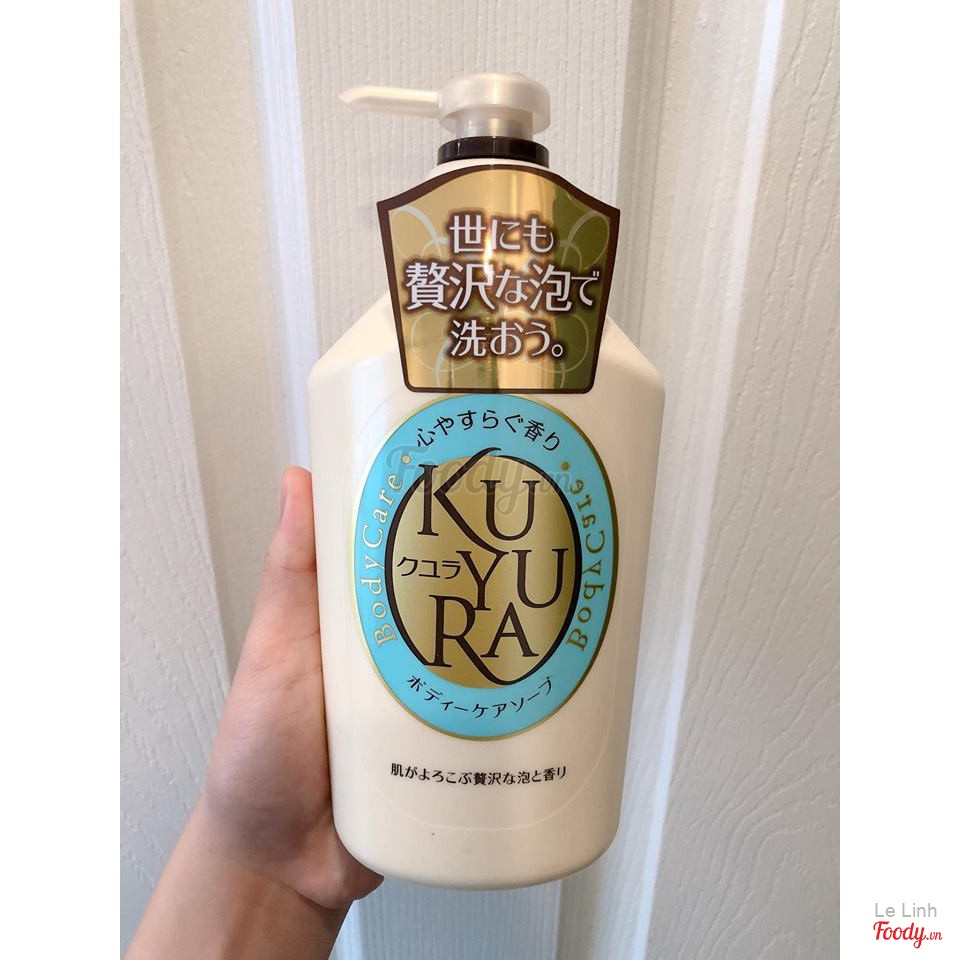 世にも
贅沢な泡で
洗おう。
心やすらぐ香り
BodyCare
BodyCare
KU
クユラ
YU
RA
ボディーケアソープ
肌がよろこぶ贅沢な泡と香り
Foody.vn
Le Linh
Foody.vn